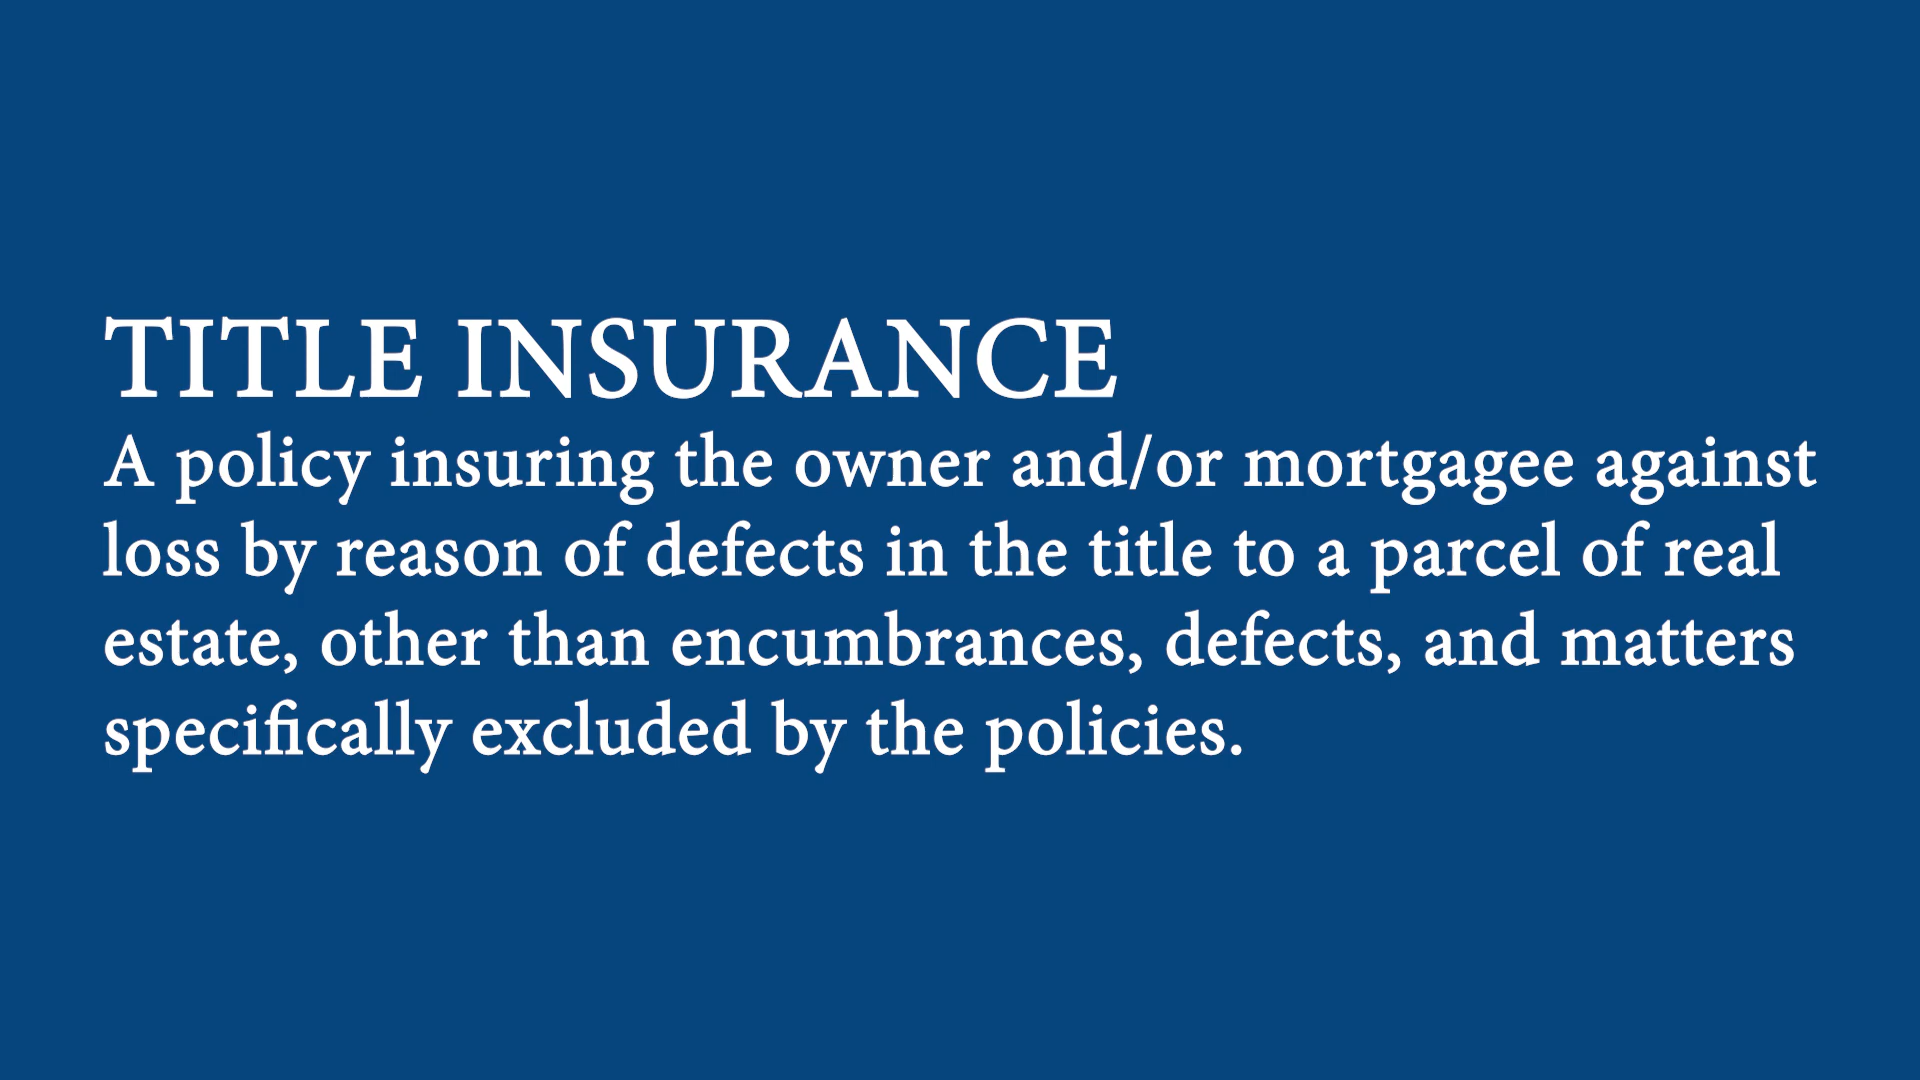 TITLE INSURANCE
A policy insuring the owner and/or mortgagee against
loss by reason of defects in the title to a parcel of real
estate, other than encumbrances, defects, and matters
specifically excluded by the policies.